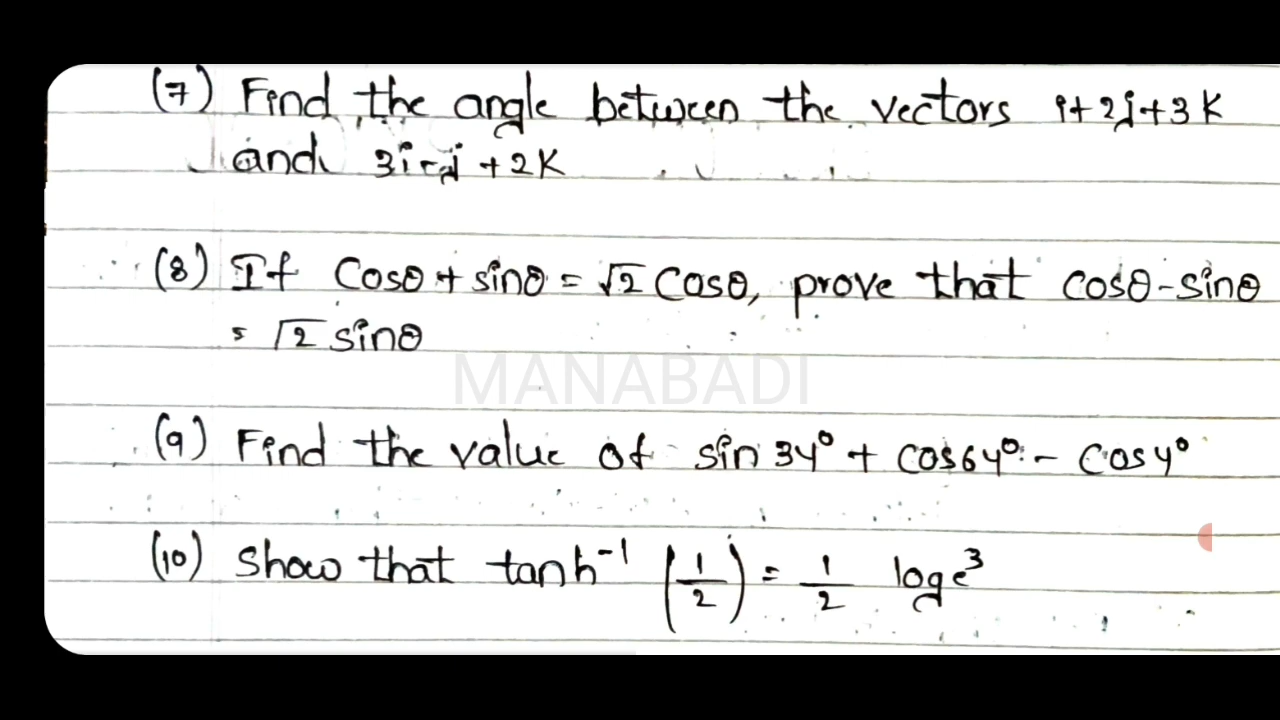 (7) Find the angle between the vectors i+2j+3K
and 3i-j+2K
(8) If Cosθ+sinθ=√2 Cosθ, prove that cosθ-sinθ
= √2 sinθ
MANABADI
(9) Find the value of sin 34° + cos64° - cos4°
(10) Show that tanh⁻¹ (1/2) = 1/2 loge³